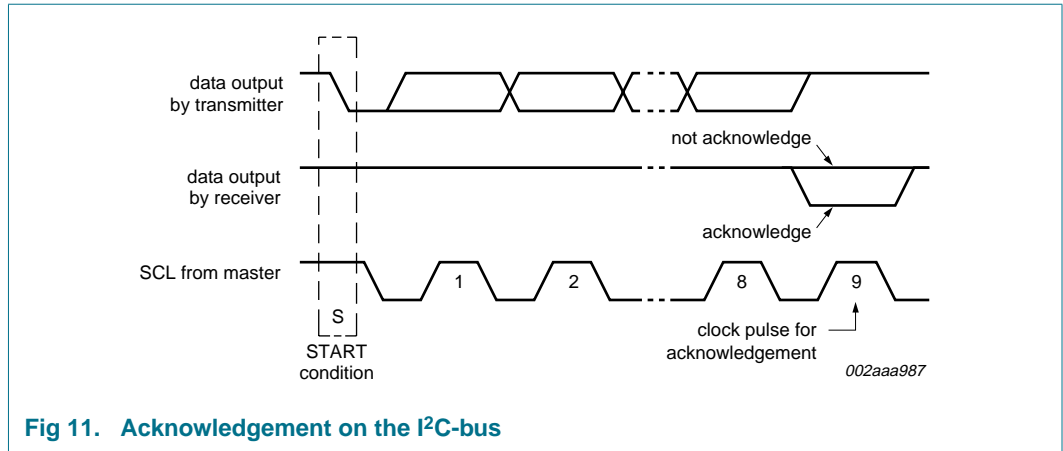 data output
by transmitter
not acknowledge
data output
by receiver
acknowledge
SCL from master
1
2
8
9
S
START
condition
clock pulse for
acknowledgement
002aaa987
Fig 11. Acknowledgement on the I²C-bus